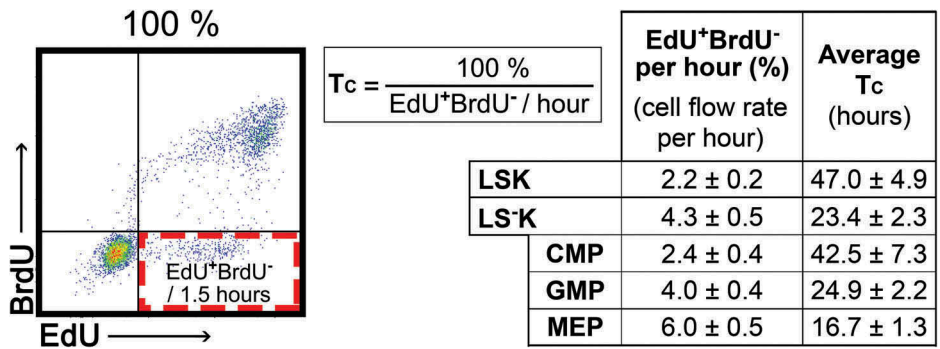 100 %
BrdU
EdU
EdU⁺BrdU⁻
/ 1.5 hours
Tc = 100 % / EdU⁺BrdU⁻ / hour
EdU⁺BrdU⁻
per hour (%)
(cell flow rate
per hour)
Average
Tc
(hours)
LSK 2.2 ± 0.2 47.0 ± 4.9
LS⁻K 4.3 ± 0.5 23.4 ± 2.3
CMP 2.4 ± 0.4 42.5 ± 7.3
GMP 4.0 ± 0.4 24.9 ± 2.2
MEP 6.0 ± 0.5 16.7 ± 1.3